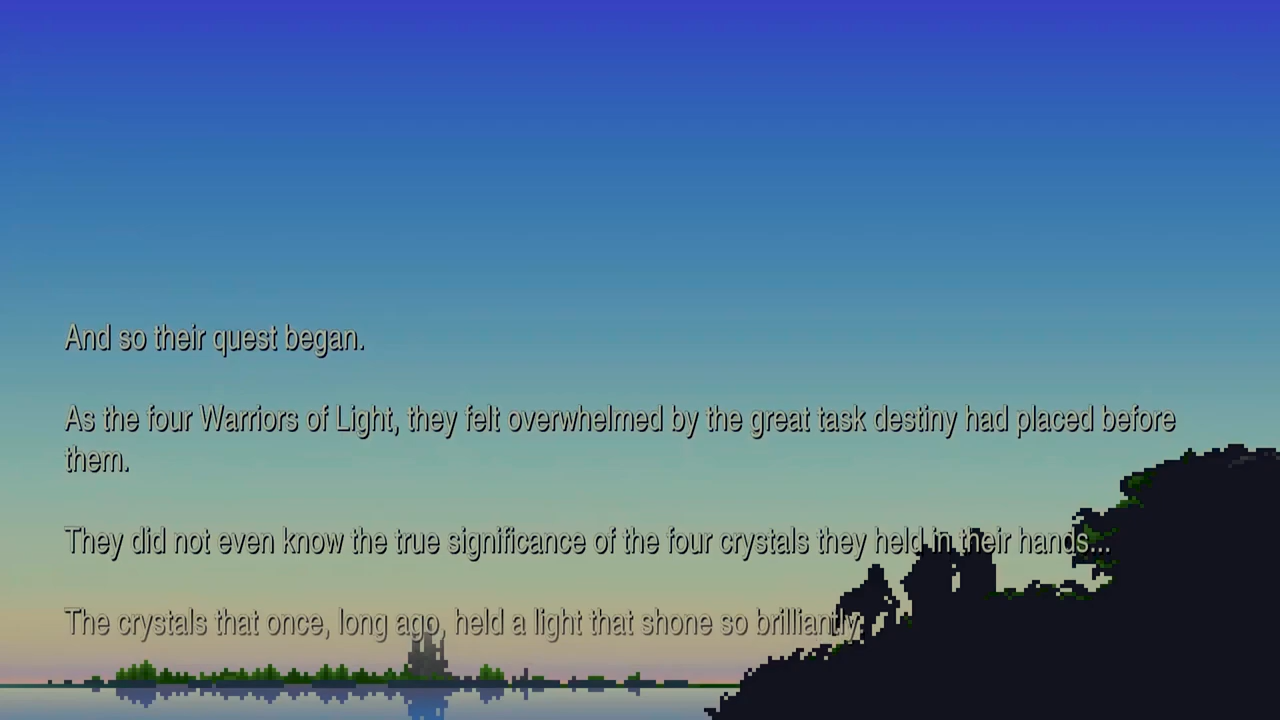 And so their quest began.
As the four Warriors of Light, they felt overwhelmed by the great task destiny had placed before
them.
They did not even know the true significance of the four crystals they held in their hands...
The crystals that once, long ago, held a light that shone so brilliantly.